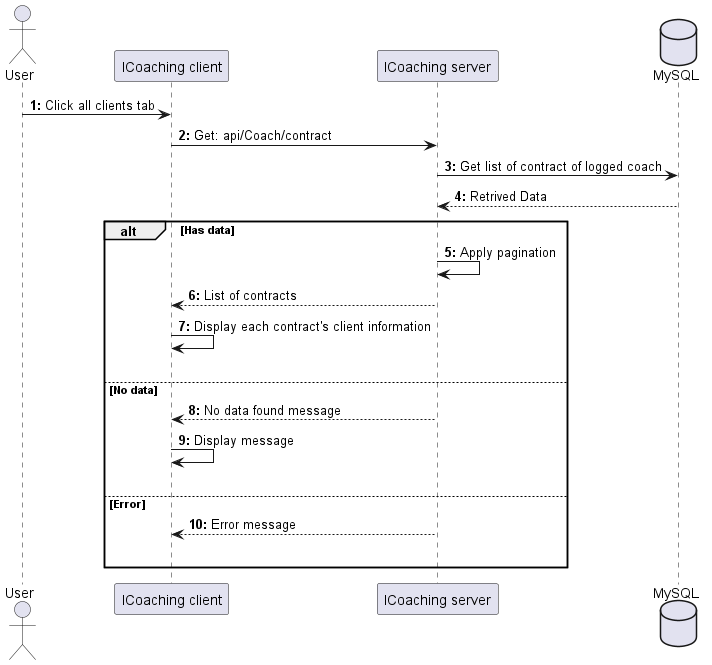 User
ICoaching client
ICoaching server
MySQL
1: Click all clients tab
2: Get: api/Coach/contract
3: Get list of contract of logged coach
4: Retrived Data
alt [Has data]
5: Apply pagination
6: List of contracts
7: Display each contract's client information
[No data]
8: No data found message
9: Display message
[Error]
10: Error message
User
ICoaching client
ICoaching server
MySQL